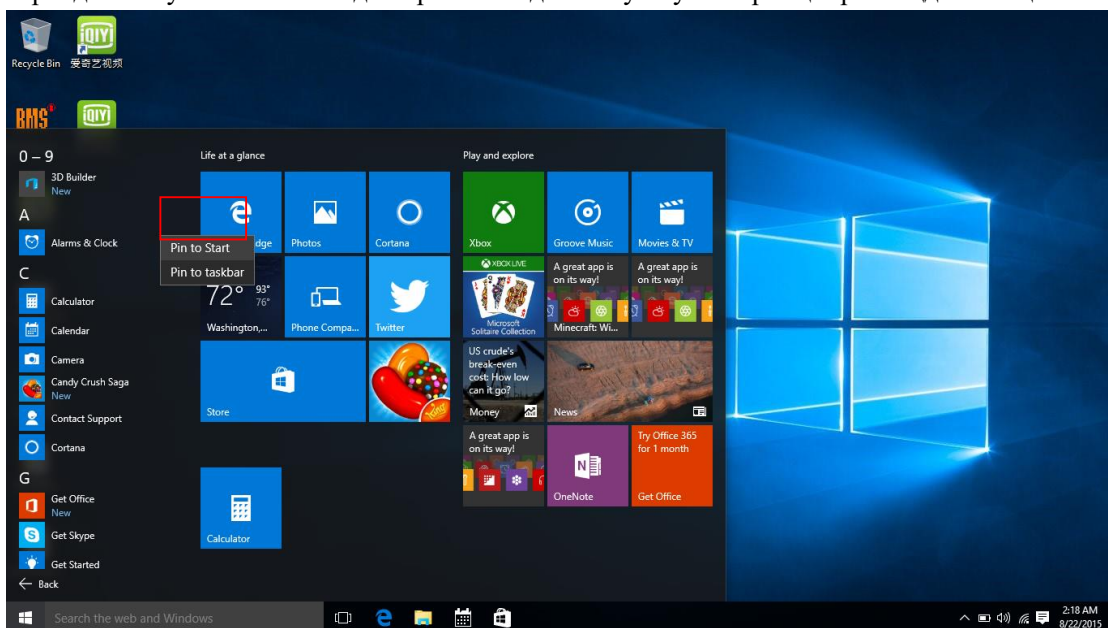 Recycle Bin
爱奇艺视频
QIYI
BMS
QIYI
0 – 9
3D Builder
New
A
Alarms & Clock
C
Calculator
Calendar
Camera
Candy Crush Saga
New
Contact Support
Cortana
G
Get Office
New
Get Skype
Get Started
Back
Life at a glance
Play and explore
Photos
Cortana
Xbox
Groove Music
Movies & TV
Pin to Start
Pin to taskbar
72° 93°
76°
Washington,...
Phone Compa...
Twitter
XBOX LIVE
Microsoft
Solitaire Collection
A great app is
on its way!
Minecraft: Wi...
A great app is
on its way!
Store
King
US crude's
break-even
cost: How low
can it go?
Money
News
A great app is
on its way!
N
OneNote
Try Office 365
for 1 month
Get Office
Calculator
Search the web and Windows
2:18 AM
8/22/2015